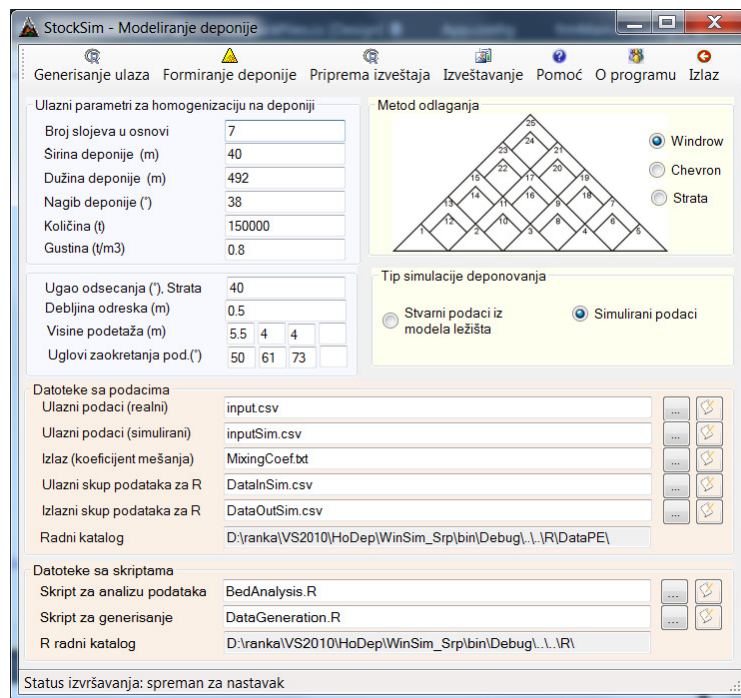 StockSim - Modeliranje deponije
Generisanje ulaza Formiranje deponije Priprema izveštaja Izveštavanje Pomoć O programu Izlaz
Ulazni parametri za homogenizaciju na deponiji
Broj slojeva u osnovi 7
Širina deponije (m) 40
Dužina deponije (m) 492
Nagib deponije (°) 38
Količina (t) 150000
Gustina (t/m3) 0.8
Metod odlaganja
25
23 24 21
15 22 17 20 19
13 14 11 16 9 18 7
1 12 2 10 3 8 4 6 5
Windrow
Chevron
Strata
Ugao odsecanja (°), Strata 40
Debljina odreska (m) 0.5
Visine podetaža (m) 5.5 4 4
Uglovi zaokretanja pod.(°) 50 61 73
Tip simulacije deponovanja
Stvarni podaci iz
modela ležišta
Simulirani podaci
Datoteke sa podacima
Ulazni podaci (realni) input.csv ...
Ulazni podaci (simulirani) inputSim.csv ...
Izlaz (koeficijent mešanja) MixingCoef.txt ...
Ulazni skup podataka za R DataInSim.csv ...
Izlazni skup podataka za R DataOutSim.csv ...
Radni katalog D:\ranka\VS2010\HoDep\WinSim_Srp\bin\Debug\..\..\R\DataPE\
Datoteke sa skriptama
Skript za analizu podataka BedAnalysis.R ...
Skript za generisanje DataGeneration.R ...
R radni katalog D:\ranka\VS2010\HoDep\WinSim_Srp\bin\Debug\..\..\R\
Status izvršavanja: spreman za nastavak